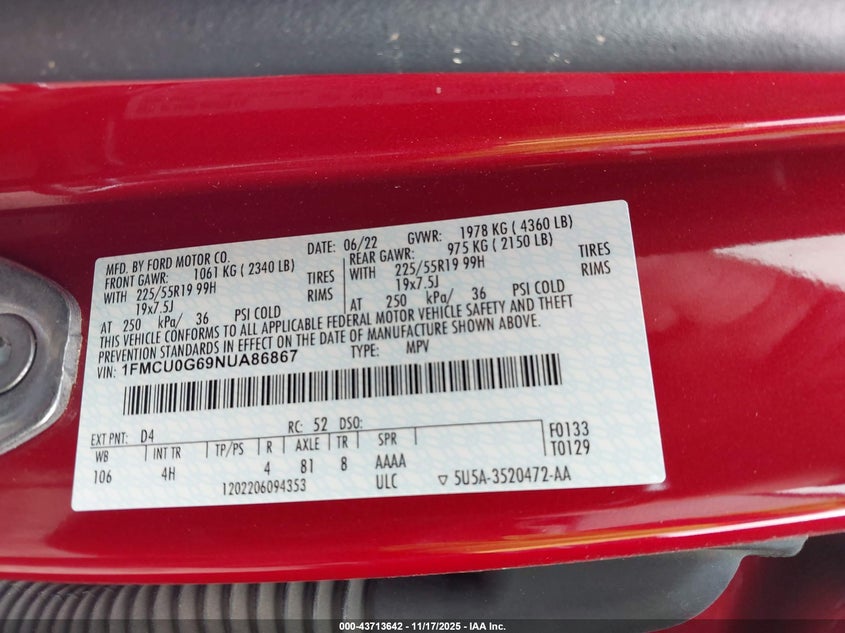 MFD. BY FORD MOTOR CO.
DATE: 06/22 GVWR: 1978 KG ( 4360 LB)
FRONT GAWR: 1061 KG ( 2340 LB) REAR GAWR: 975 KG ( 2150 LB)
WITH 225/55R19 99H TIRES WITH 225/55R19 99H TIRES
19x7.5J RIMS 19x7.5J RIMS
AT 250 kPa/ 36 PSI COLD AT 250 kPa/ 36 PSI COLD
THIS VEHICLE CONFORMS TO ALL APPLICABLE FEDERAL MOTOR VEHICLE SAFETY AND THEFT
PREVENTION STANDARDS IN EFFECT ON THE DATE OF MANUFACTURE SHOWN ABOVE.
VIN: 1FMCU0G69NUA86867 TYPE: MPV
EXT PNT: D4 RC: 52 DSO: F0133
WB INT TR TP/PS R AXLE TR SPR T0129
106 4H 4 81 8 AAAA
1202206094353 ULC 5U5A-3520472-AA
000-43713642 - 11/17/2025 - IAA Inc.